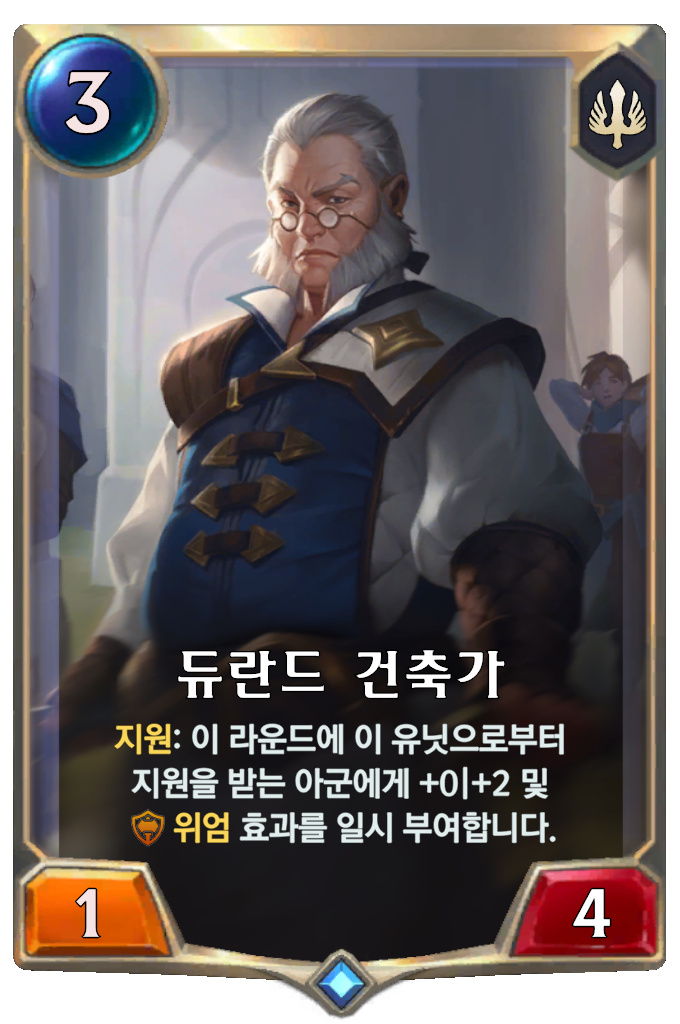 3
듀란드 건축가
지원: 이 라운드에 이 유닛으로부터
지원을 받는 아군에게 +0|+2 및
위엄 효과를 일시 부여합니다.
1
4